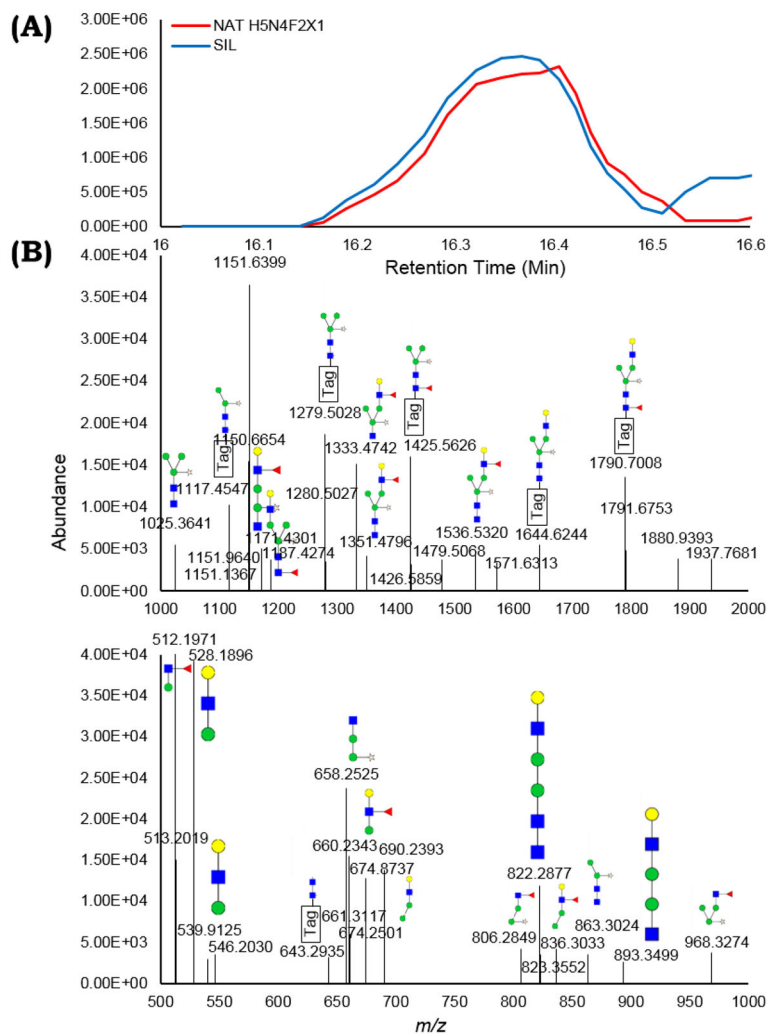 (A)
NAT H5N4F2X1
SIL
3.00E+06
2.50E+06
2.00E+06
1.50E+06
1.00E+06
5.00E+05
0.00E+00
16
16.1
16.2
16.3
16.4
16.5
16.6
Retention Time (Min)
(B)
Abundance
4.00E+04
3.50E+04
3.00E+04
2.50E+04
2.00E+04
1.50E+04
1.00E+04
5.00E+03
0.00E+00
1151.6399
Tag
1279.5028
Tag
1425.5626
Tag
1790.7008
Tag
1150.6654
1333.4742
1117.4547
1280.5027
1644.6244
Tag
1791.6753
1025.3641
1536.5320
1171.4301
1351.4796
1151.9640
1187.4274
1479.5068
1571.6313
1880.9393
1151.1367
1426.5859
1937.7681
1000
1100
1200
1300
1400
1500
1600
1700
1800
1900
2000
4.00E+04
3.50E+04
3.00E+04
2.50E+04
2.00E+04
1.50E+04
1.00E+04
5.00E+03
0.00E+00
512.1971
528.1896
658.2525
660.2343
690.2393
513.2019
674.8737
822.2877
539.9125
546.2030
Tag
643.2935
661.3117
674.2501
806.2849
836.3033
863.3024
823.3552
893.3499
968.3274
500
550
600
650
700
750
800
850
900
950
1000
m/z